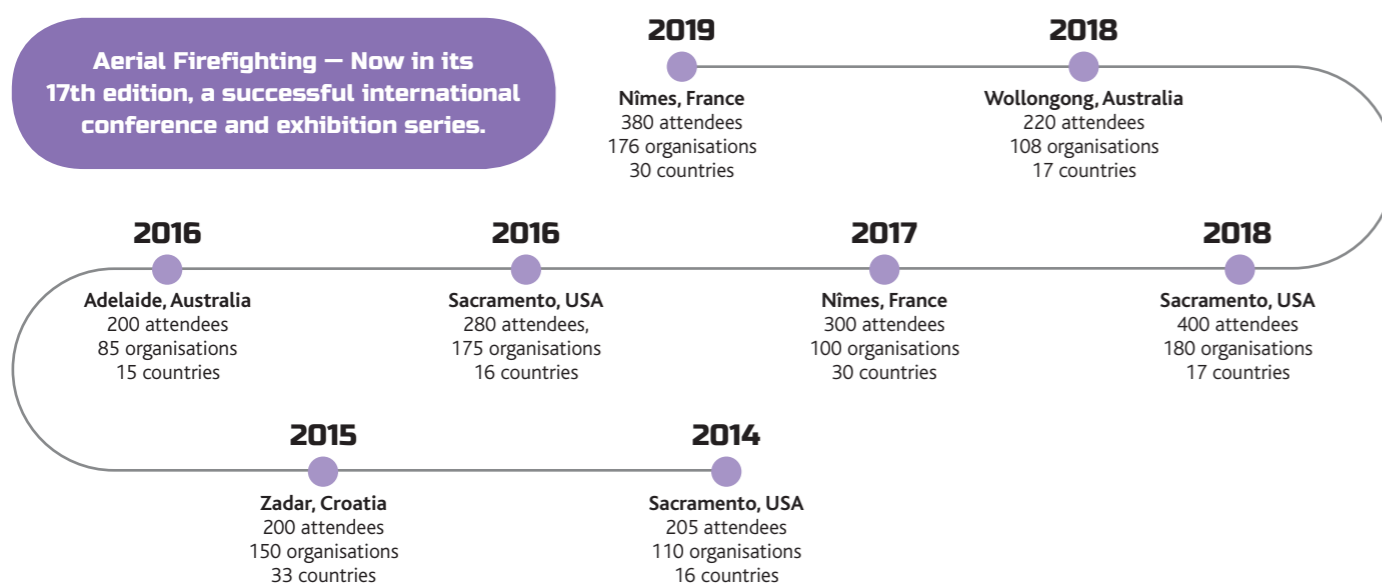 Aerial Firefighting — Now in its
17th edition, a successful international
conference and exhibition series.
2019
Nîmes, France
380 attendees
176 organisations
30 countries
2018
Wollongong, Australia
220 attendees
108 organisations
17 countries
2016
Adelaide, Australia
200 attendees
85 organisations
15 countries
2016
Sacramento, USA
280 attendees,
175 organisations
16 countries
2017
Nîmes, France
300 attendees
100 organisations
30 countries
2018
Sacramento, USA
400 attendees
180 organisations
17 countries
2015
Zadar, Croatia
200 attendees
150 organisations
33 countries
2014
Sacramento, USA
205 attendees
110 organisations
16 countries